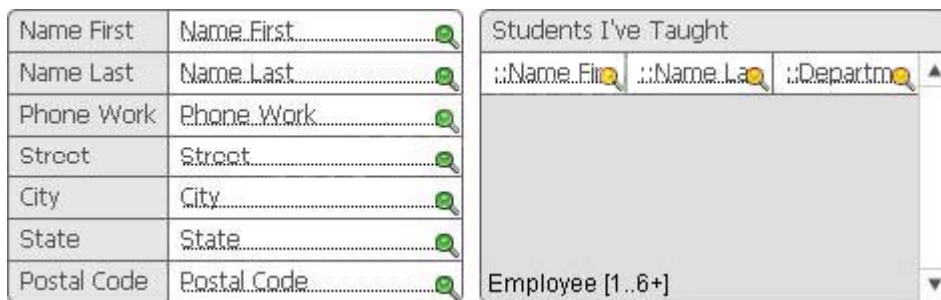 Name First Name First
Name Last Name Last
Phone Work Phone Work
Street Street
City City
State State
Postal Code Postal Code
Students I've Taught
::Name Fir ::Name La ::Departme
Employee [1..6+]